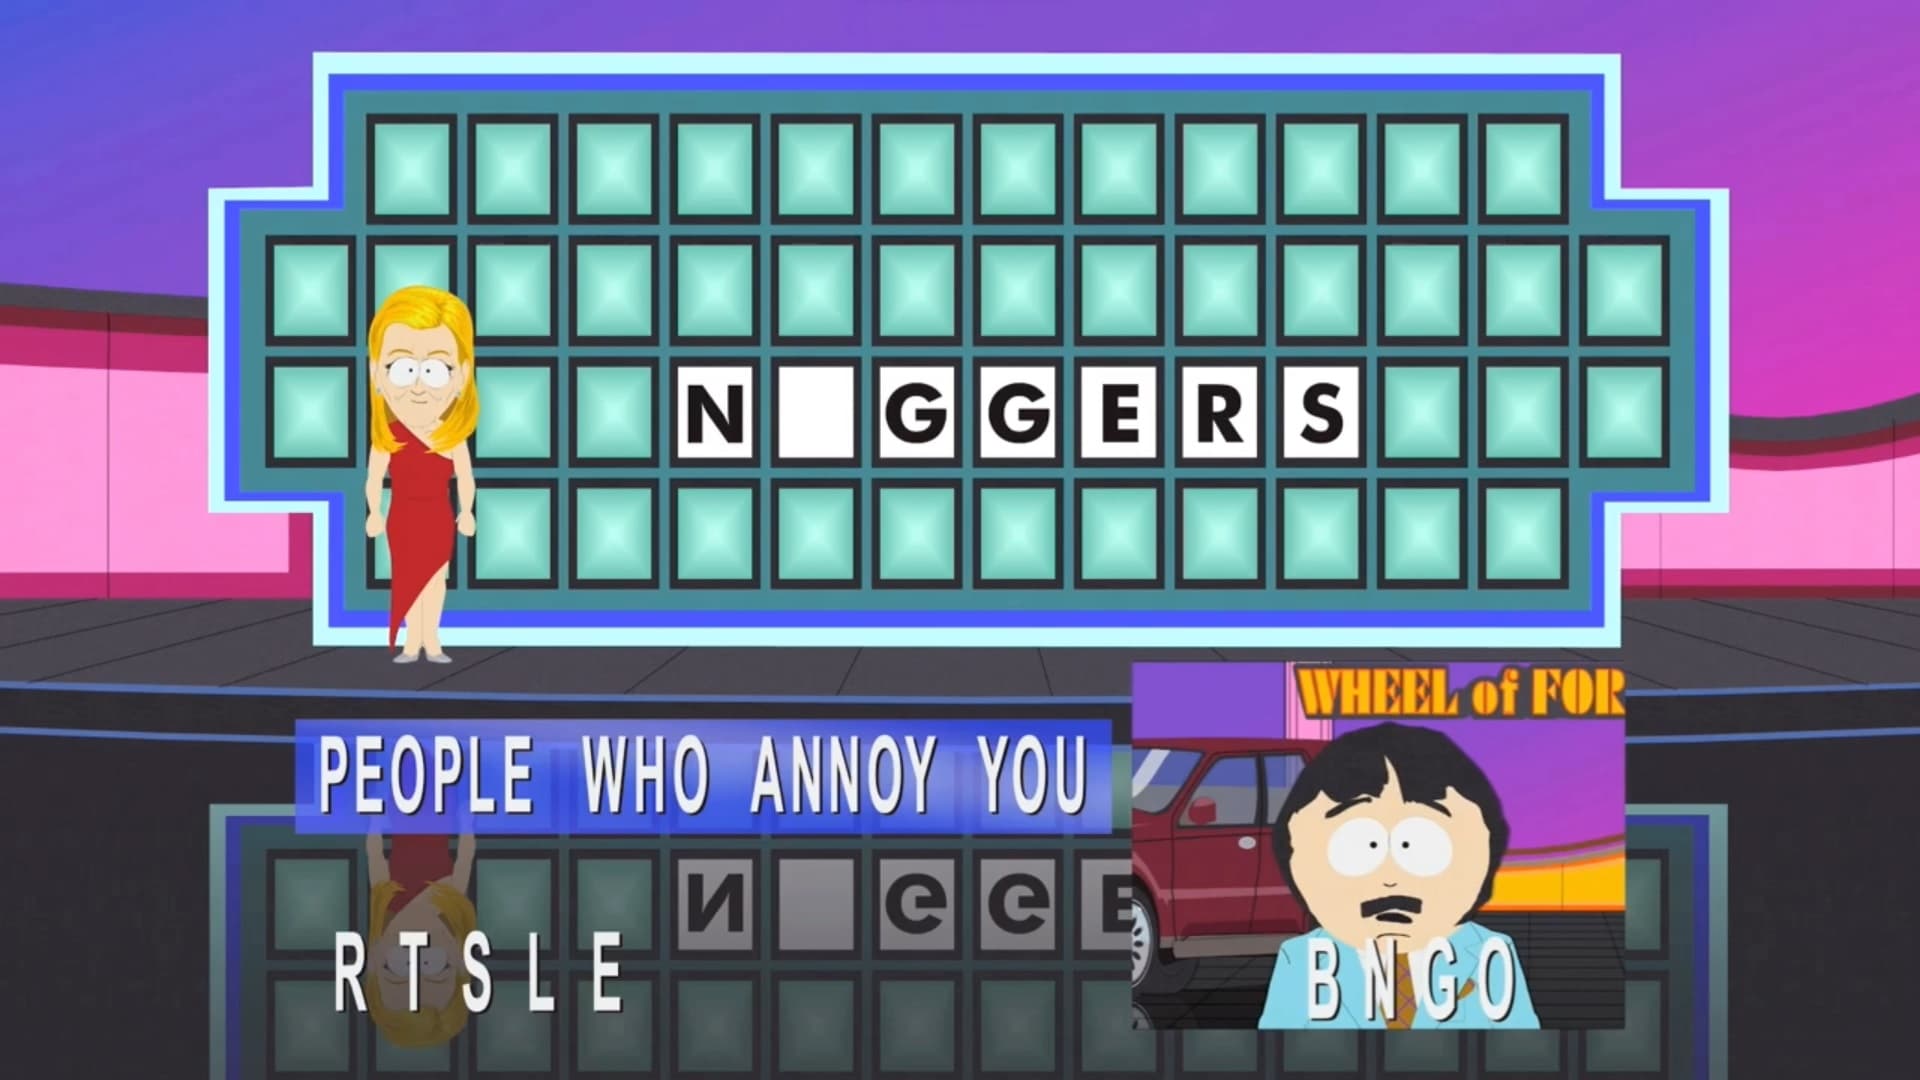 N GGERS
WHEEL of FOR
PEOPLE WHO ANNOY YOU
R T S L E
B N G O